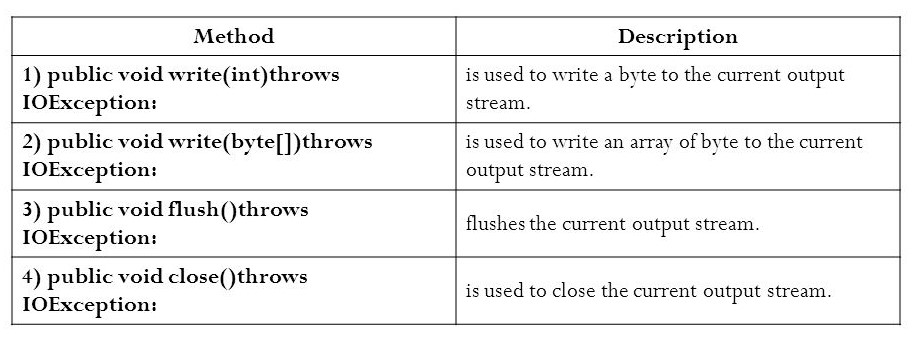 Method
Description
1) public void write(int)throws
IOException:
is used to write a byte to the current output
stream.
2) public void write(byte[])throws
IOException:
is used to write an array of byte to the current
output stream.
3) public void flush()throws
IOException:
flushes the current output stream.
4) public void close()throws
IOException:
is used to close the current output stream.